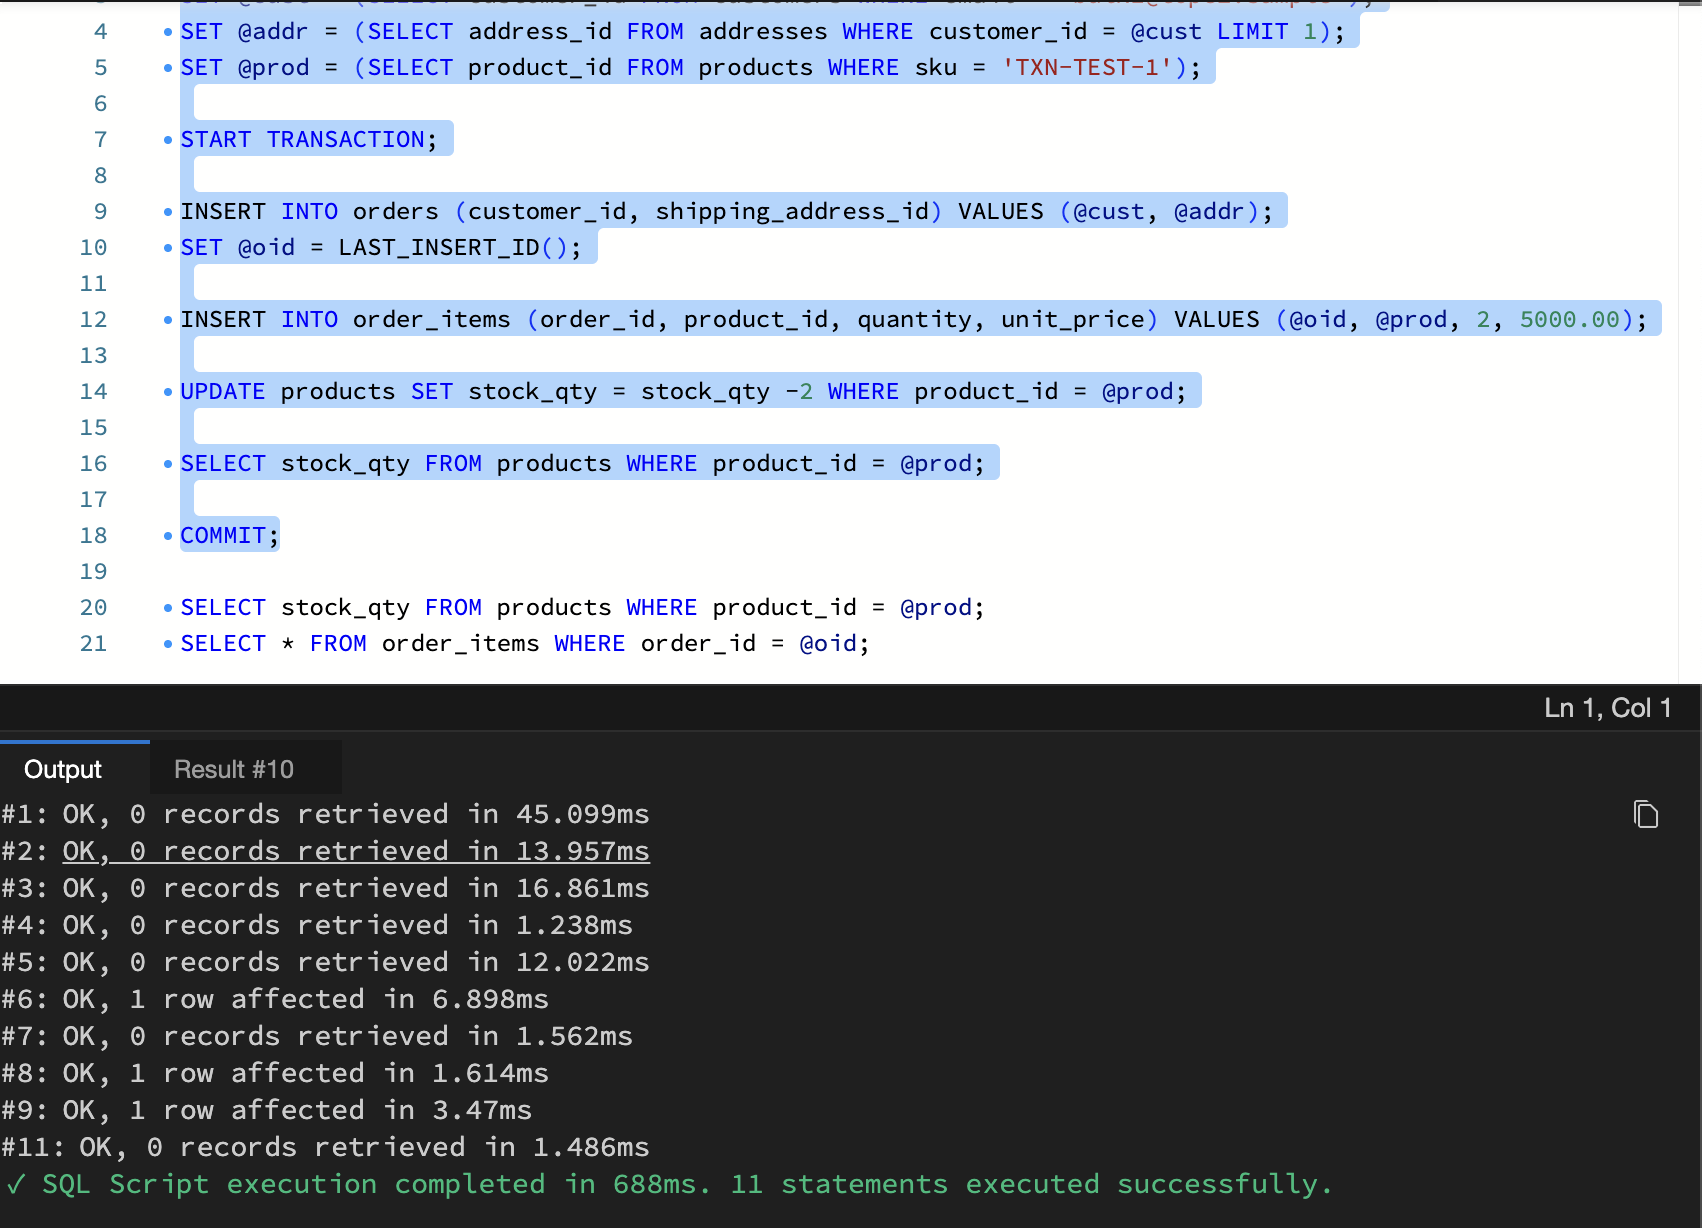 4 SET @addr = (SELECT address_id FROM addresses WHERE customer_id = @cust LIMIT 1);
5 SET @prod = (SELECT product_id FROM products WHERE sku = 'TXN-TEST-1');
6
7 START TRANSACTION;
8
9 INSERT INTO orders (customer_id, shipping_address_id) VALUES (@cust, @addr);
10 SET @oid = LAST_INSERT_ID();
11
12 INSERT INTO order_items (order_id, product_id, quantity, unit_price) VALUES (@oid, @prod, 2, 5000.00);
13
14 UPDATE products SET stock_qty = stock_qty -2 WHERE product_id = @prod;
15
16 SELECT stock_qty FROM products WHERE product_id = @prod;
17
18 COMMIT;
19
20 SELECT stock_qty FROM products WHERE product_id = @prod;
21 SELECT * FROM order_items WHERE order_id = @oid;
Ln 1, Col 1
Output Result #10
#1: OK, 0 records retrieved in 45.099ms
#2: OK, 0 records retrieved in 13.957ms
#3: OK, 0 records retrieved in 16.861ms
#4: OK, 0 records retrieved in 1.238ms
#5: OK, 0 records retrieved in 12.022ms
#6: OK, 1 row affected in 6.898ms
#7: OK, 0 records retrieved in 1.562ms
#8: OK, 1 row affected in 1.614ms
#9: OK, 1 row affected in 3.47ms
#11: OK, 0 records retrieved in 1.486ms
✓ SQL Script execution completed in 688ms. 11 statements executed successfully.